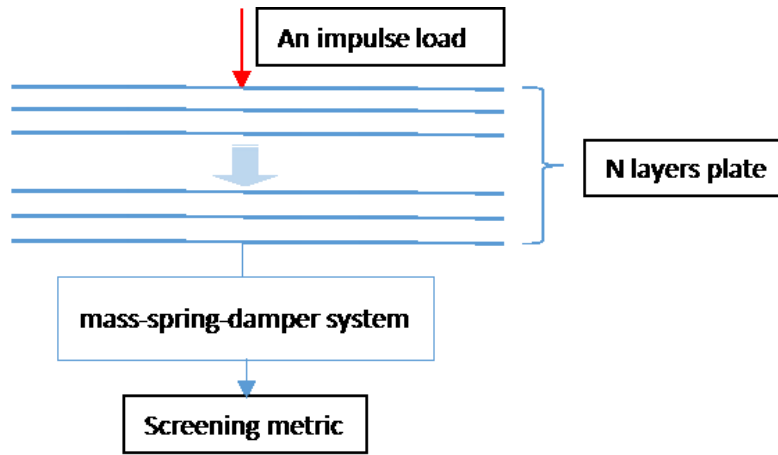 An impulse load
N layers plate
mass-spring-damper system
Screening metric